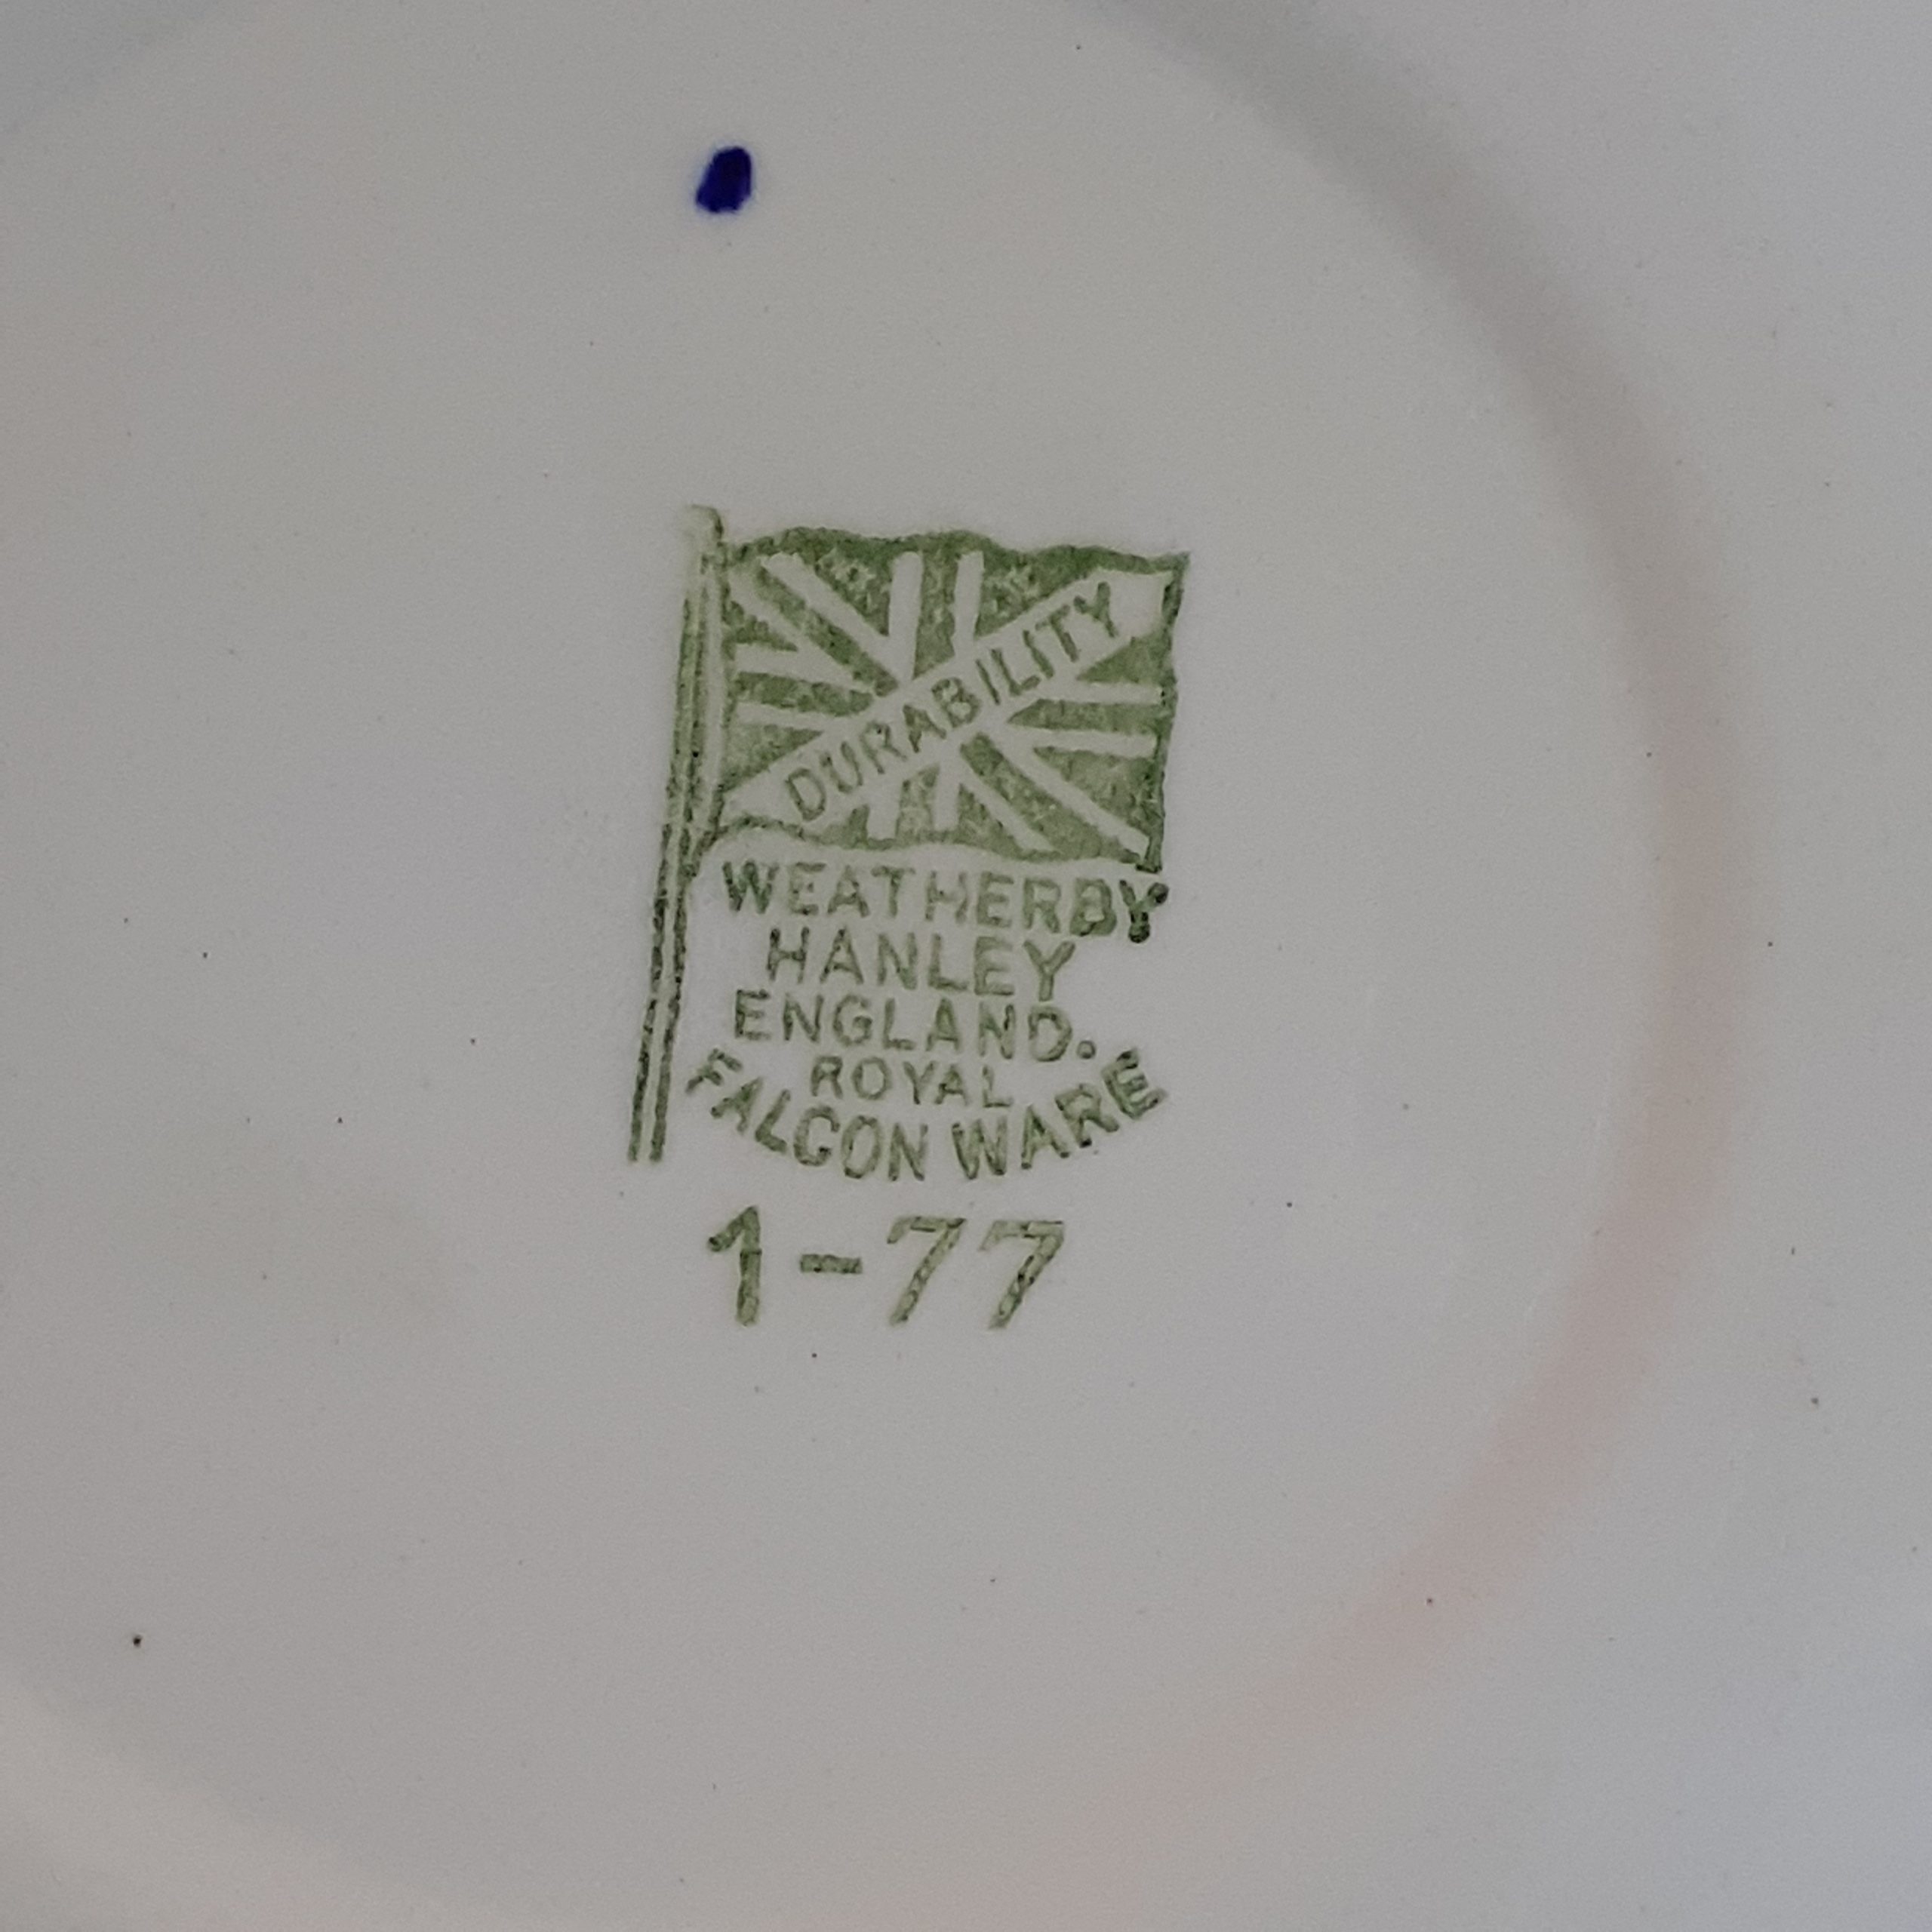 DURABILITY
WEATHERBY
HANLEY
ENGLAND.
ROYAL
FALCON WARE
1-77